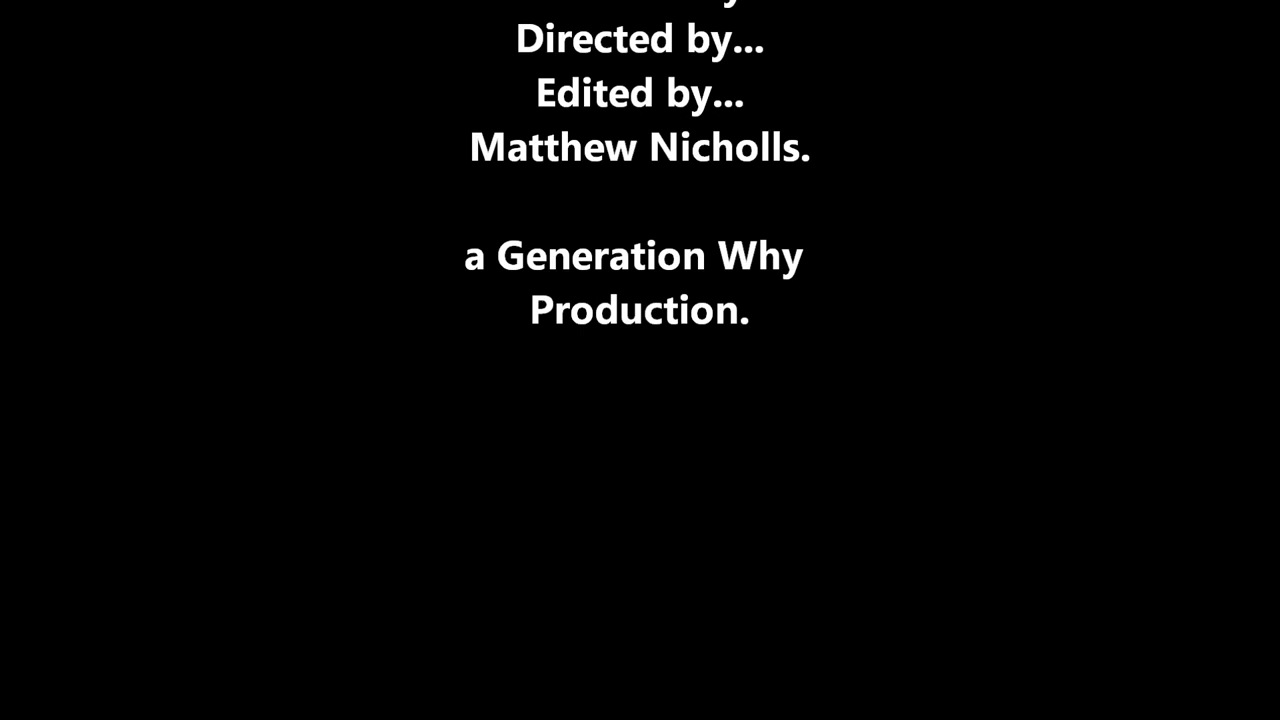 Directed by...
Edited by...
Matthew Nicholls.
a Generation Why
Production.